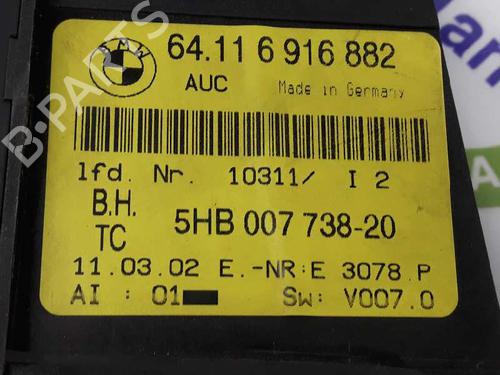 BMW
64.11 6 916 882
AUC Made in Germany
lfd. Nr. 10311/ I 2
B.H.
TC 5HB 007 738-20
11.03.02 E.-NR:E 3078 P
AI : 01 Sw: V007.0
B-PARTS